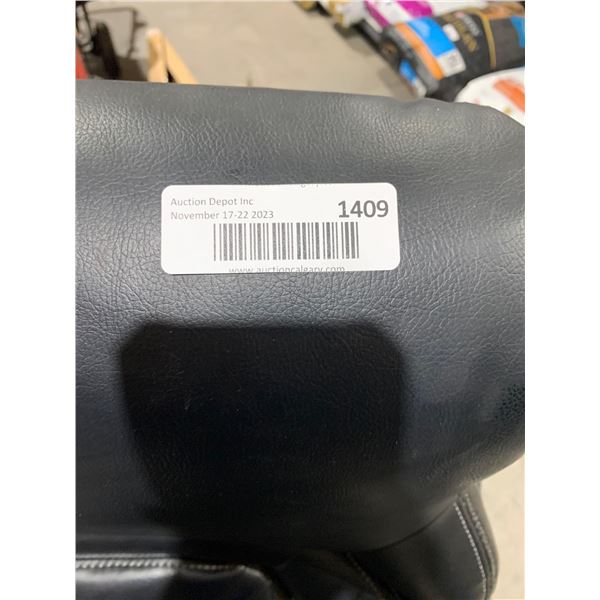 Auction Depot Inc
November 17-22 2023
1409
www.auctioncalgary.com